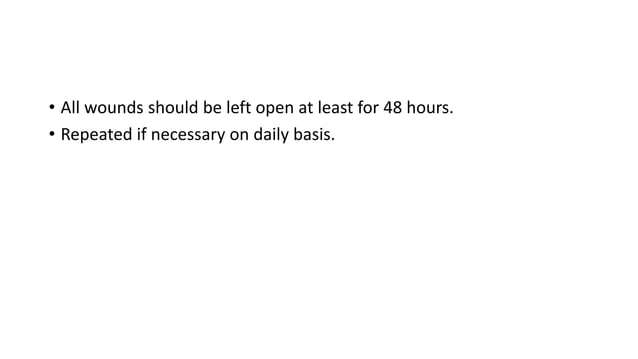 • All wounds should be left open at least for 48 hours.
• Repeated if necessary on daily basis.